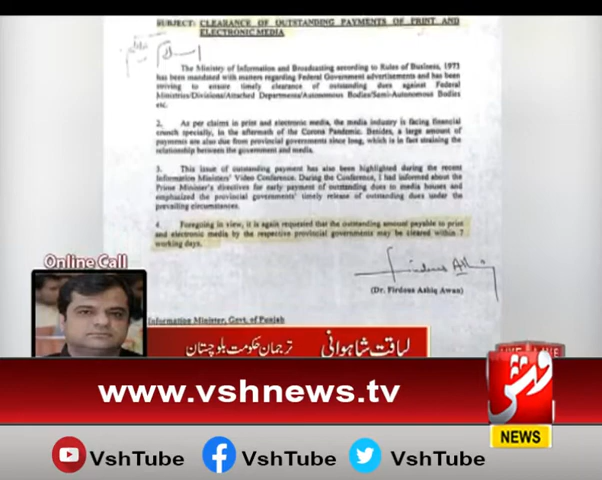 SUBJECT: CLEARANCE OF OUTSTANDING PAYMENTS OF PRINT AND
ELECTRONIC MEDIA
The Ministry of Information and Broadcasting according to Rules of Business, 1973
has been mandated with matters regarding Federal Government advertisements and has been
striving to ensure timely clearance of outstanding dues against Federal
Ministries/Divisions/Attached Departments/Autonomous Bodies/Semi-Autonomous Bodies
etc.
2. As per claims in print and electronic media, the media industry is facing financial
crunch specially, in the aftermath of the Corona Pandemic. Besides, a large amount of
payments are also due from provincial governments since long, which is in fact straining the
relationship between the government and media.
3. This issue of outstanding payment has also been highlighted during the recent
Information Ministers' Video Conference. During the Conference, I had informed about the
Prime Minister's directives for early payment of outstanding dues to media houses and
emphasized the provincial governments' timely release of outstanding dues under the
prevailing circumstances.
4. Foregoing in view, it is again requested that the outstanding amount payable to print
and electronic media by the respective provincial governments may be cleared within 7
working days.
(Dr. Firdous Ashiq Awan)
Information Minister, Govt. of Punjab
Online Call
لیاقت شاہوانی ترجمان حکومت بلوچستان
www.vshnews.tv
وش
NEWS
VshTube VshTube VshTube